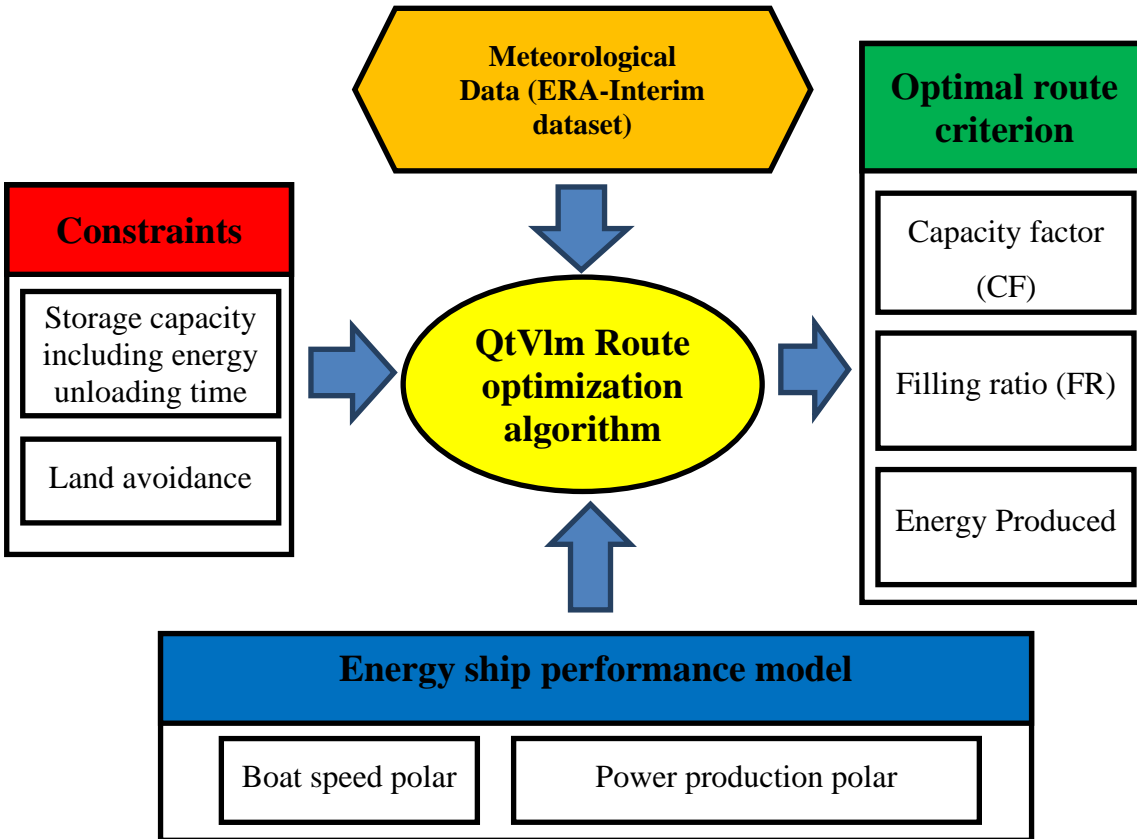 Meteorological
Data (ERA-Interim
dataset)
Optimal route
criterion
Constraints
Capacity factor
(CF)
Storage capacity
including energy
unloading time
QtVlm Route
optimization
algorithm
Filling ratio (FR)
Land avoidance
Energy Produced
Energy ship performance model
Boat speed polar
Power production polar